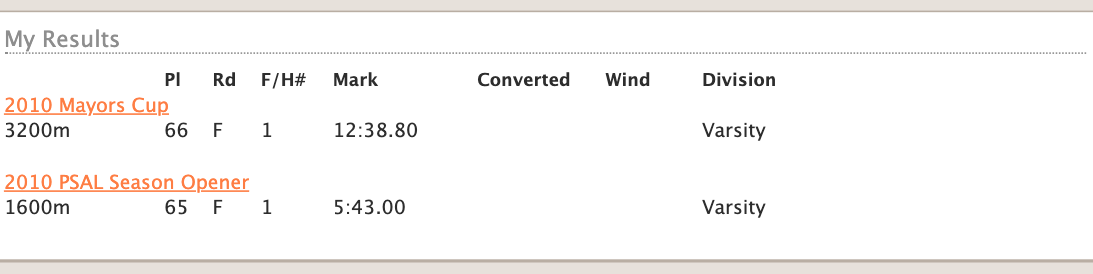 My Results
Pl Rd F/H# Mark Converted Wind Division
2010 Mayors Cup
3200m 66 F 1 12:38.80 Varsity
2010 PSAL Season Opener
1600m 65 F 1 5:43.00 Varsity